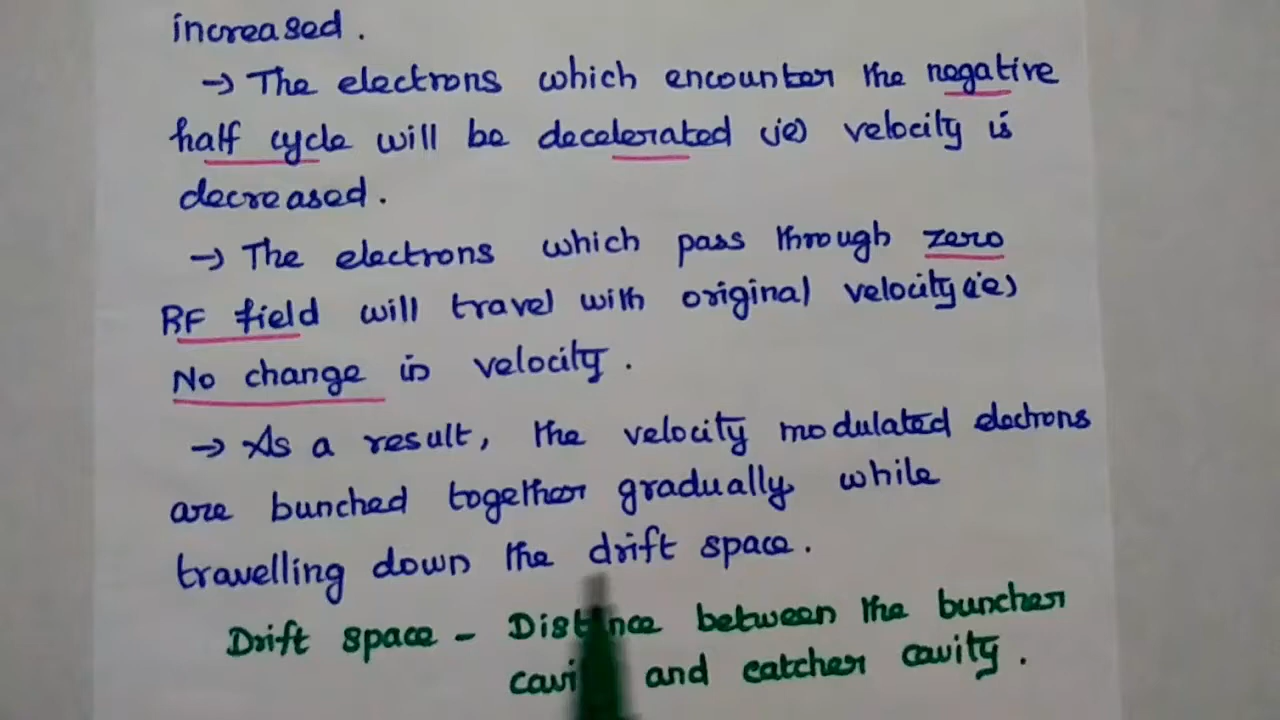 increased.
→ The electrons which encounter the negative
half cycle will be decelerated (ie) velocity is
decreased.
→ The electrons which pass through zero
RF field will travel with original velocity (ie)
No change in velocity.
→ As a result, the velocity modulated electrons
are bunched together gradually while
travelling down the drift space.
Drift space - Distance between the buncher
cavity and catcher cavity.